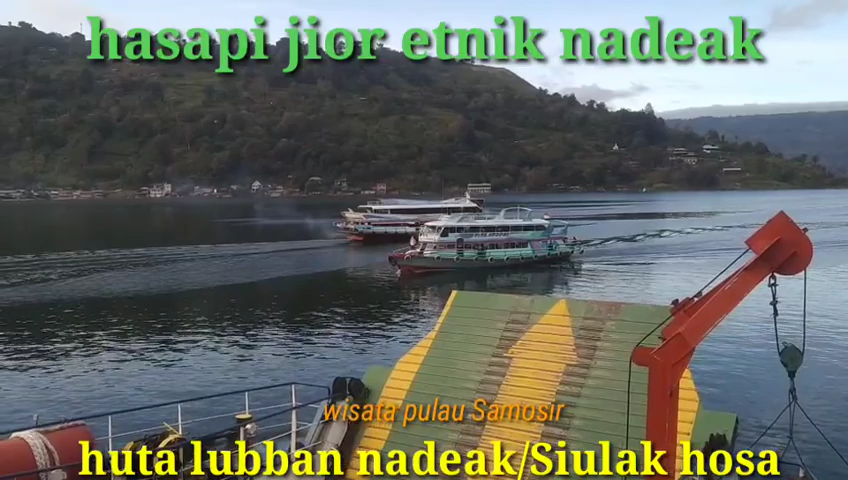 hasapi jior etnik nadeak
wisata pulau Samosir
huta lubban nadeak/Siulak hosa